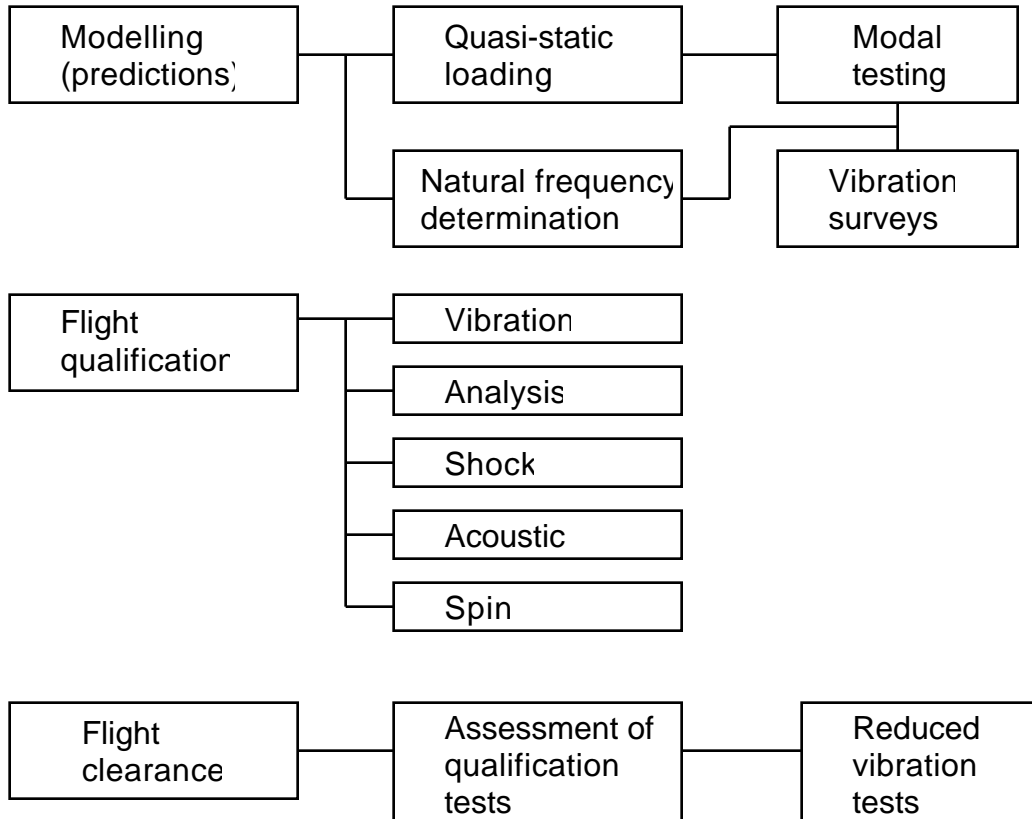 Modelling
(predictions)
Quasi-static
loading
Modal
testing
Natural frequency
determination
Vibration
surveys
Flight
qualification
Vibration
Analysis
Shock
Acoustic
Spin
Flight
clearance
Assessment of
qualification
tests
Reduced
vibration
tests